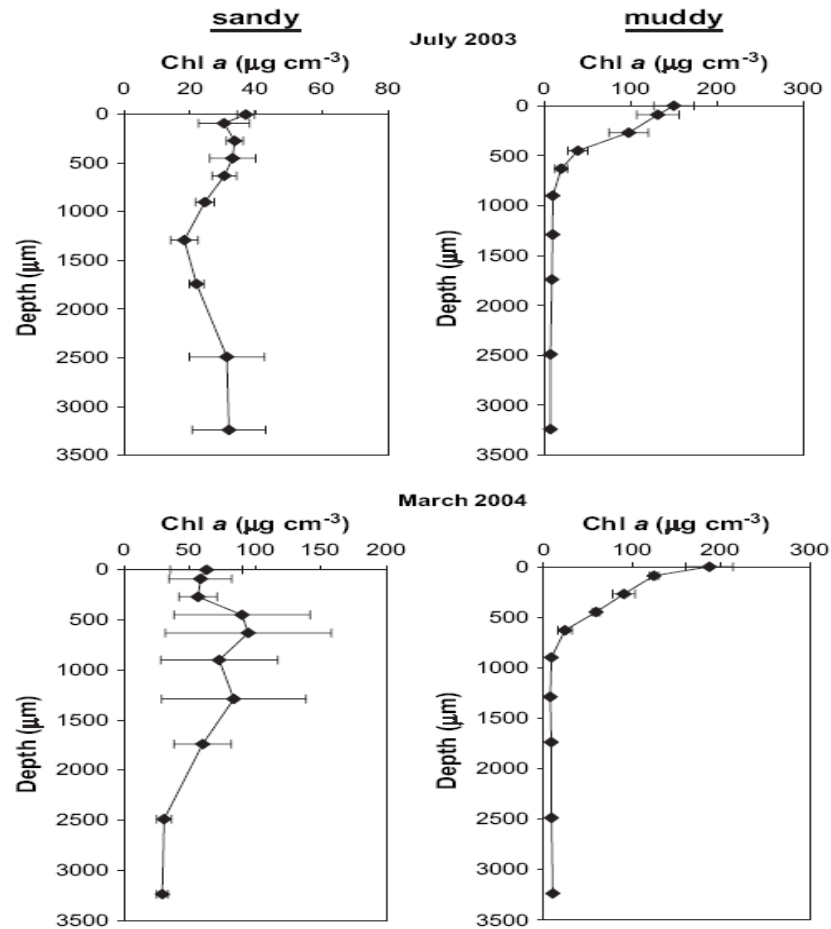 sandy muddy
July 2003
Chl a (µg cm-3) Chl a (µg cm-3)
0 20 40 60 80 0 100 200 300
0 0
500 500
1000 1000
1500 1500
2000 2000
2500 2500
3000 3000
3500 3500
Depth (µm) Depth (µm)
March 2004
Chl a (µg cm-3) Chl a (µg cm-3)
0 50 100 150 200 0 100 200 300
0 0
500 500
1000 1000
1500 1500
2000 2000
2500 2500
3000 3000
3500 3500
Depth (µm) Depth (µm)